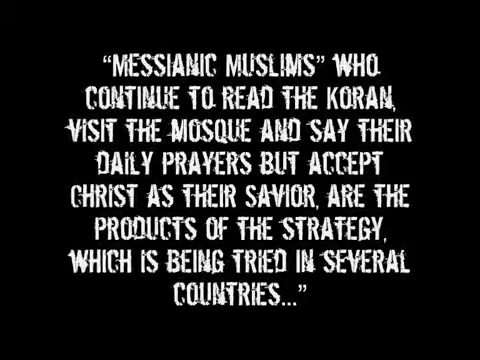 “MESSIANIC MUSLIMS” WHO
CONTINUE TO READ THE KORAN,
VISIT THE MOSQUE AND SAY THEIR
DAILY PRAYERS BUT ACCEPT
CHRIST AS THEIR SAVIOR, ARE THE
PRODUCTS OF THE STRATEGY,
WHICH IS BEING TRIED IN SEVERAL
COUNTRIES...”